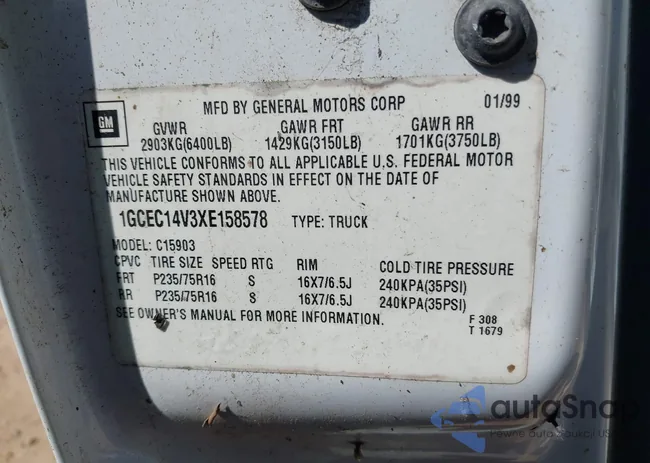 MFD BY GENERAL MOTORS CORP 01/99
GM
GVWR GAWR FRT GAWR RR
2903KG(6400LB) 1429KG(3150LB) 1701KG(3750LB)
THIS VEHICLE CONFORMS TO ALL APPLICABLE U.S. FEDERAL MOTOR
VEHICLE SAFETY STANDARDS IN EFFECT ON THE DATE OF
MANUFACTURE SHOWN ABOVE.
1GCEC14V3XE158578 TYPE: TRUCK
MODEL: C15903
CPVC TIRE SIZE SPEED RTG RIM COLD TIRE PRESSURE
FRT P235/75R16 S 16X7/6.5J 240KPA(35PSI)
RR P235/75R16 S 16X7/6.5J 240KPA(35PSI)
SEE OWNER'S MANUAL FOR MORE INFORMATION.
F 308
T 1679
autoSnap
Pewne auta z aukcji US